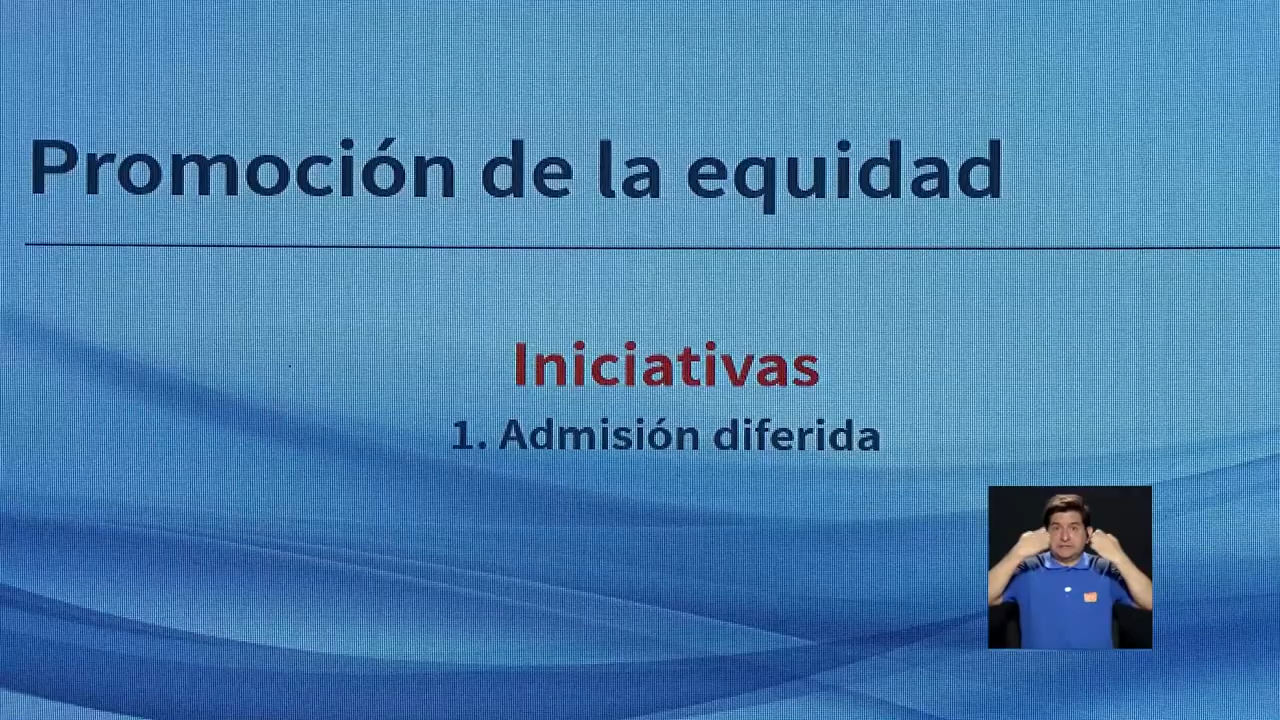 Promoción de la equidad
Iniciativas
1. Admisión diferida